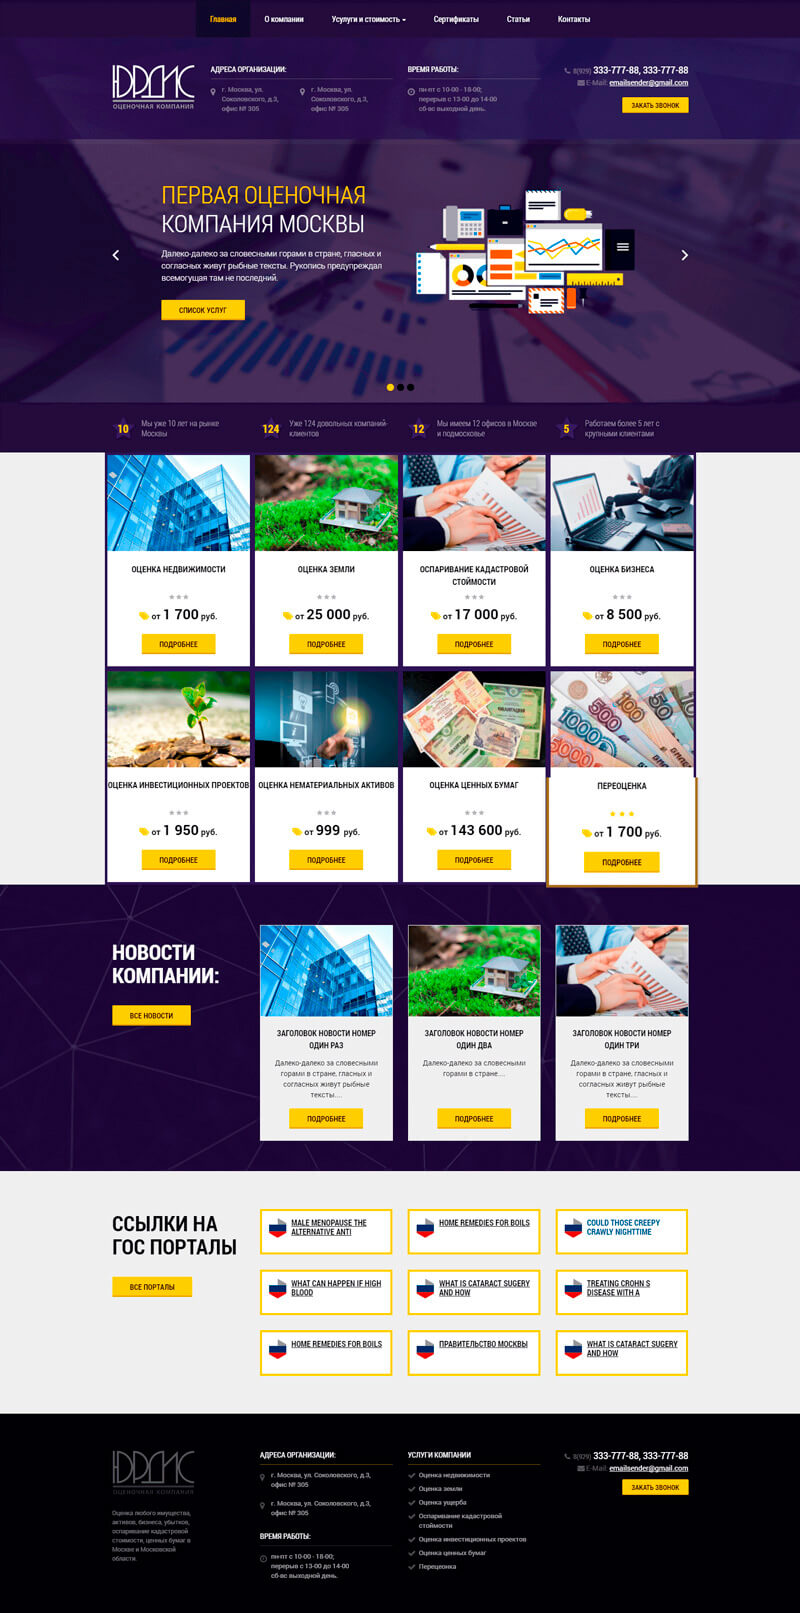 Главная О компании Усулуги и стоимость Сертификаты Статьи Контакты
ЮРДИС
ОЦЕНОЧНАЯ КОМПАНИЯ
АДРЕСА ОРГАНИЗАЦИИ:
г. Москва, ул.
Соколовского, д.3,
офис № 305
г. Москва, ул.
Соколовского, д.3,
офис № 305
ВРЕМЯ РАБОТЫ:
пн-пт с 10-00 - 18-00;
перерыв с 13-00 до 14-00
сб-вс выходной день.
8(929) 333-777-88, 333-777-88
E-Mail: emailsender@gmail.com
ЗАКАТЬ ЗВОНОК
ПЕРВАЯ ОЦЕНОЧНАЯ
КОМПАНИЯ МОСКВЫ
Далеко-далеко за словесными горами в стране, гласных и
согласных живут рыбные тексты. Рукопись предупреждал
всемогущая там не последний.
СПИСОК УСЛУГ
10 Мы уже 10 лет на рынке
Москвы
124 Уже 124 довольных компаний-
клиентов
12 Мы имеем 12 офисов в Москве
и подмосковье
5 Работаем более 5 лет с
крупными клиентами
ОЦЕНКА НЕДВИЖИМОСТИ
от 1 700 руб.
ПОДРОБНЕЕ
ОЦЕНКА ЗЕМЛИ
от 25 000 руб.
ПОДРОБНЕЕ
ОСПАРИВАНИЕ КАДАСТРОВОЙ
СТОЙМОСТИ
от 17 000 руб.
ПОДРОБНЕЕ
ОЦЕНКА БИЗНЕСА
от 8 500 руб.
ПОДРОБНЕЕ
ОЦЕНКА ИНВЕСТИЦИОННЫХ ПРОЕКТОВ
от 1 950 руб.
ПОДРОБНЕЕ
ОЦЕНКА НЕМАТЕРИАЛЬНЫХ АКТИВОВ
от 999 руб.
ПОДРОБНЕЕ
ОЦЕНКА ЦЕННЫХ БУМАГ
от 143 600 руб.
ПОДРОБНЕЕ
1000
5000
ПЕРЕОЦЕНКА
от 1 700 руб.
ПОДРОБНЕЕ
НОВОСТИ
КОМПАНИИ:
ВСЕ НОВОСТИ
ЗАГОЛОВОК НОВОСТИ НОМЕР
ОДИН РАЗ
Далеко-далеко за словесными
горами в стране, гласных и
согласных живут рыбные
тексты....
ПОДРОБНЕЕ
ЗАГОЛОВОК НОВОСТИ НОМЕР
ОДИН ДВА
Далеко-далеко за словесными
горами в стране....
ПОДРОБНЕЕ
ЗАГОЛОВОК НОВОСТИ НОМЕР
ОДИН ТРИ
Далеко-далеко за словесными
горами в стране, гласных и
согласных живут рыбные
тексты....
ПОДРОБНЕЕ
ССЫЛКИ НА
ГОС ПОРТАЛЫ
ВСЕ ПОРТАЛЫ
MALE MENOPAUSE THE
ALTERNATIVE ANTI
HOME REMEDIES FOR BOILS
COULD THOSE CREEPY
CRAWLY NIGHTTIME
WHAT CAN HAPPEN IF HIGH
BLOOD
WHAT IS CATARACT SUGERY
AND HOW
TREATING CROHN S
DISEASE WITH A
HOME REMEDIES FOR BOILS
ПРАВИТЕЛЬСТВО МОСКВЫ
WHAT IS CATARACT SUGERY
AND HOW
ЮРДИС
ОЦЕНОЧНАЯ КОМПАНИЯ
Оценка любого имущества,
активов, бизнеса, убытков,
оспаривание кадастровой
стоимости, ценных бумаг в
Москве и Московской
области.
АДРЕСА ОРГАНИЗАЦИИ:
г. Москва, ул. Соколовского, д.3,
офис № 305
г. Москва, ул. Соколовского, д.3,
офис № 305
ВРЕМЯ РАБОТЫ:
пн-пт с 10-00 - 18-00;
перерыв с 13-00 до 14-00
сб-вс выходной день.
УСЛУГИ КОМПАНИИ
Оценка недвижимости
Оценка земли
Оценка ущерба
Оспаривание кадастровой
стоймости
Оценка инвестиционных проектов
Оценка ценных бумаг
Перецеонка
8(929) 333-777-88, 333-777-88
E-Mail: emailsender@gmail.com
ЗАКАТЬ ЗВОНОК